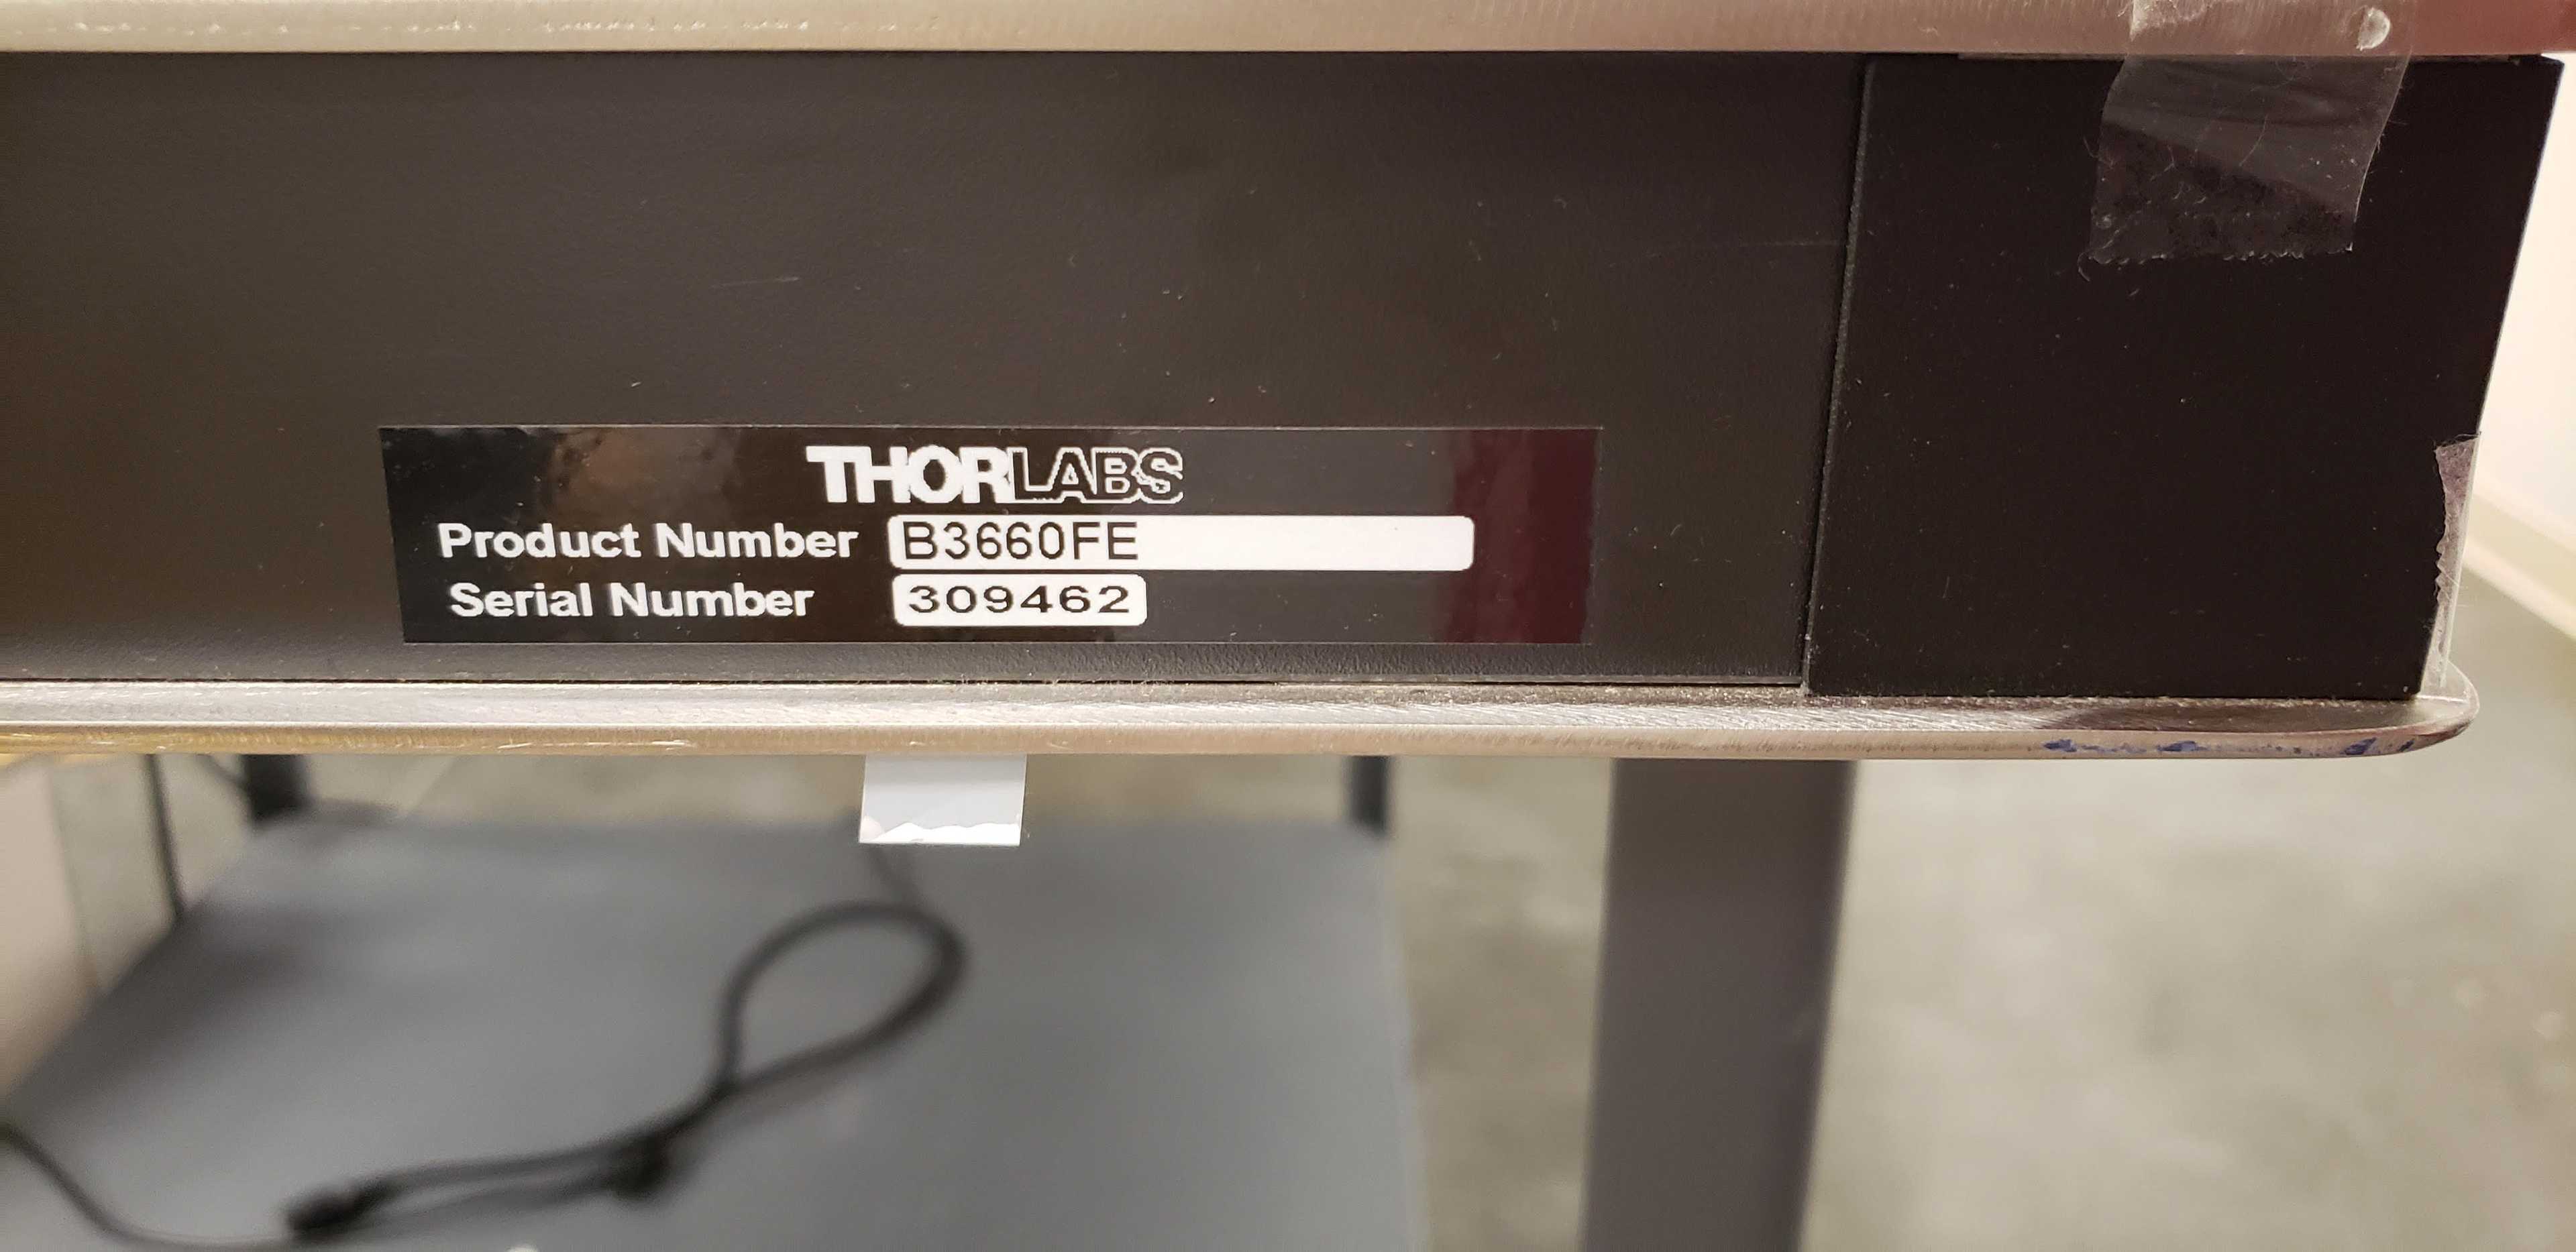 THORLABS
Product Number B3660FE
Serial Number 309462